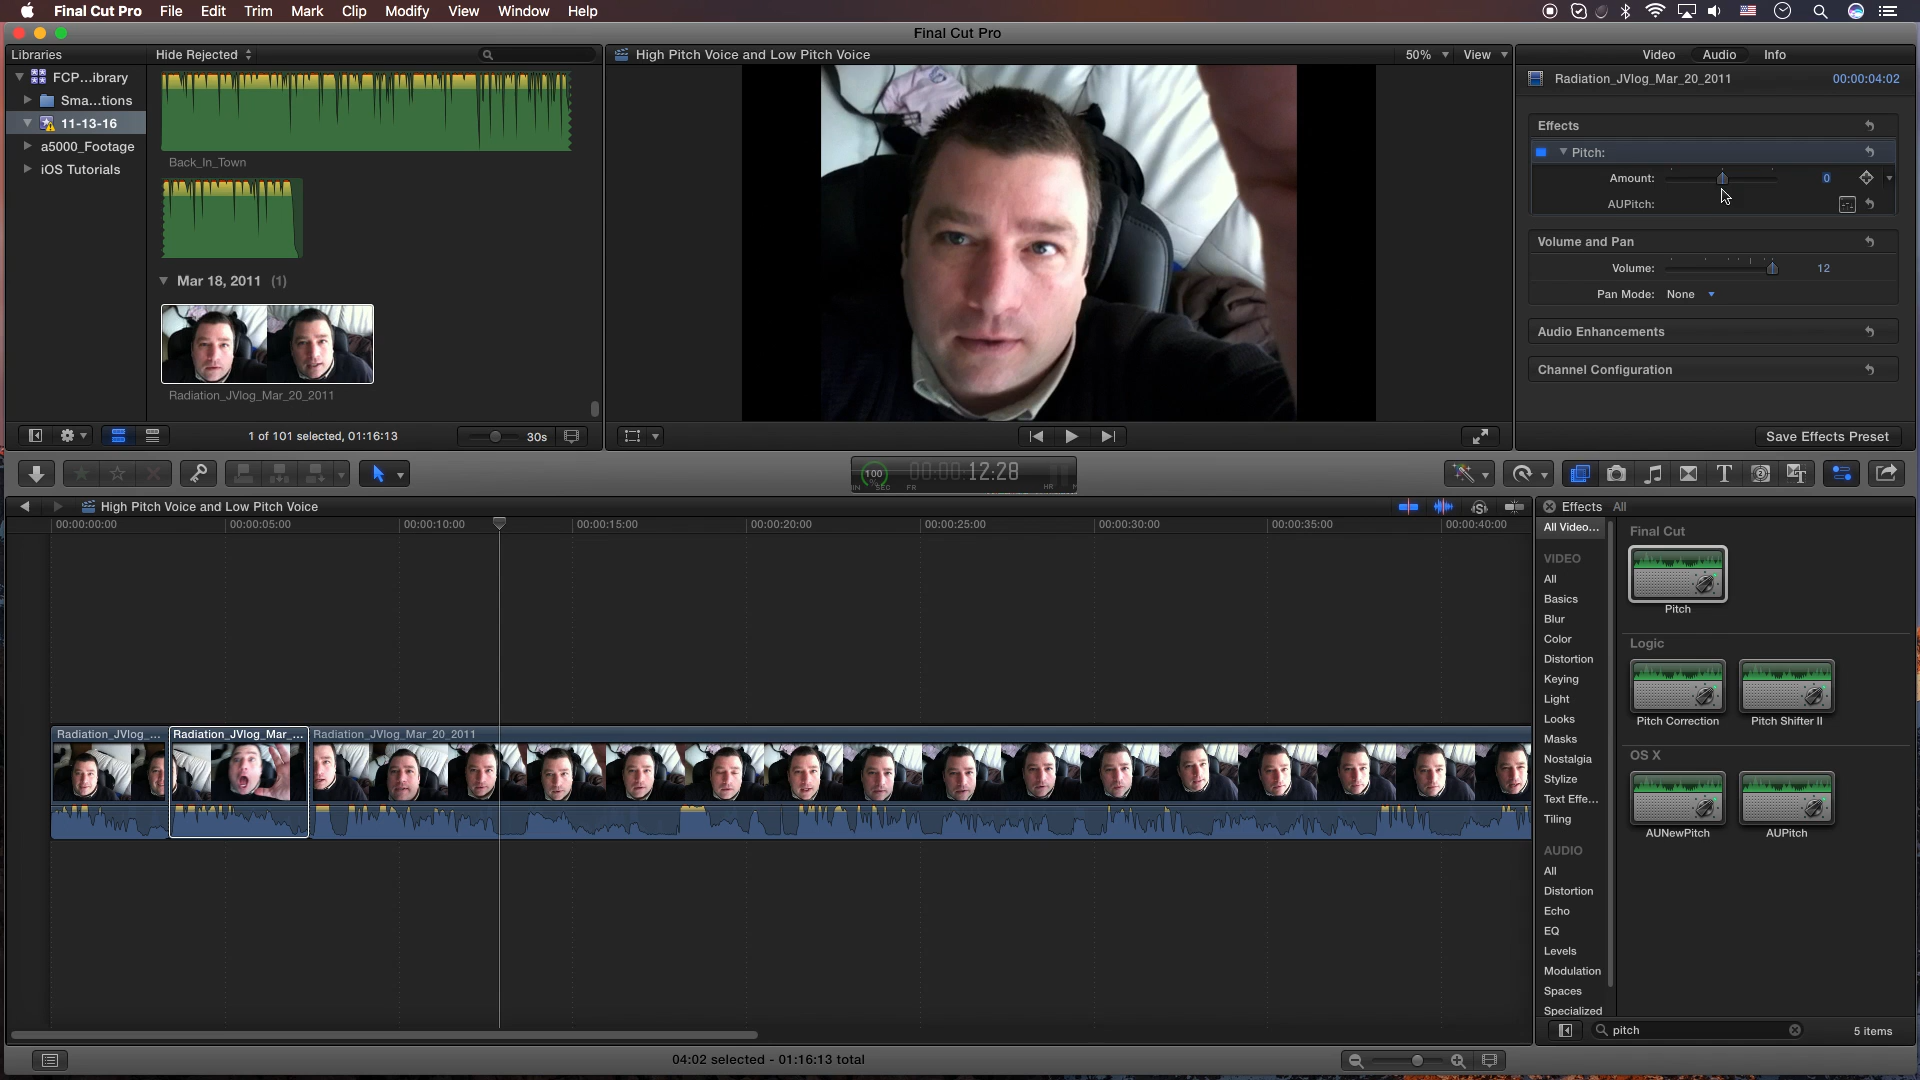 Final Cut Pro File Edit Trim Mark Clip Modify View Window Help
Final Cut Pro
Libraries
Hide Rejected
High Pitch Voice and Low Pitch Voice
50% View
Video Audio Info
FCP...ibrary
Sma...tions
11-13-16
a5000_Footage
iOS Tutorials
Back_In_Town
Mar 18, 2011 (1)
Radiation_JVlog_Mar_20_2011
1 of 101 selected, 01:16:13
30s
Radiation_JVlog_Mar_20_2011 00:00:04:02
Effects
Pitch:
Amount: 0
AUPitch:
Volume and Pan
Volume: 12
Pan Mode: None
Audio Enhancements
Channel Configuration
Save Effects Preset
100
%
00:00:12:28
SEC FR HR
High Pitch Voice and Low Pitch Voice
00:00:00:00 00:00:05:00 00:00:10:00 00:00:15:00 00:00:20:00 00:00:25:00 00:00:30:00 00:00:35:00 00:00:40:00
Radiation_JVlog_... Radiation_JVlog_Mar_... Radiation_JVlog_Mar_20_2011
04:02 selected - 01:16:13 total
Effects All
All Video...
VIDEO
All
Basics
Blur
Color
Distortion
Keying
Light
Looks
Masks
Nostalgia
Stylize
Text Effe...
Tiling
AUDIO
All
Distortion
Echo
EQ
Levels
Modulation
Spaces
Specialized
Final Cut
Pitch
Logic
Pitch Correction Pitch Shifter II
OS X
AUNewPitch AUPitch
pitch 5 items